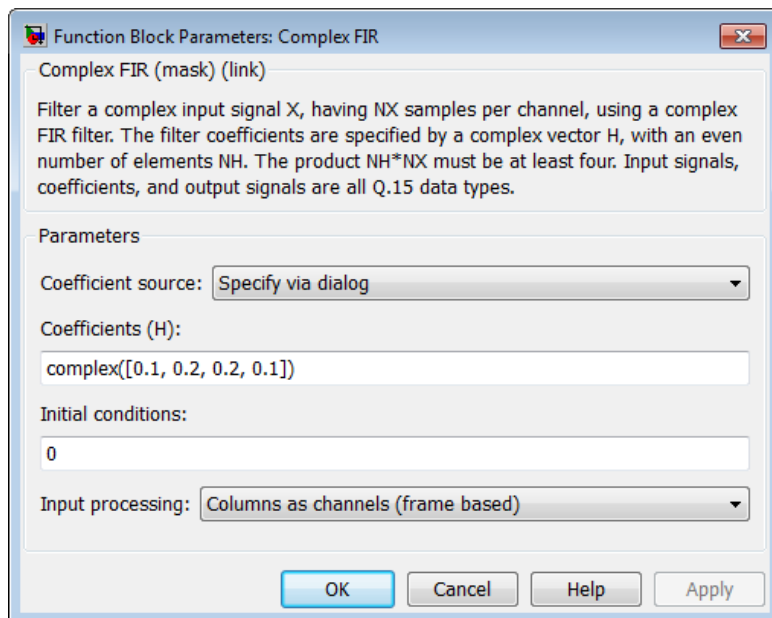 Function Block Parameters: Complex FIR
Complex FIR (mask) (link)
Filter a complex input signal X, having NX samples per channel, using a complex
FIR filter. The filter coefficients are specified by a complex vector H, with an even
number of elements NH. The product NH*NX must be at least four. Input signals,
coefficients, and output signals are all Q.15 data types.
Parameters
Coefficient source: Specify via dialog
Coefficients (H):
complex([0.1, 0.2, 0.2, 0.1])
Initial conditions:
0
Input processing: Columns as channels (frame based)
OK Cancel Help Apply